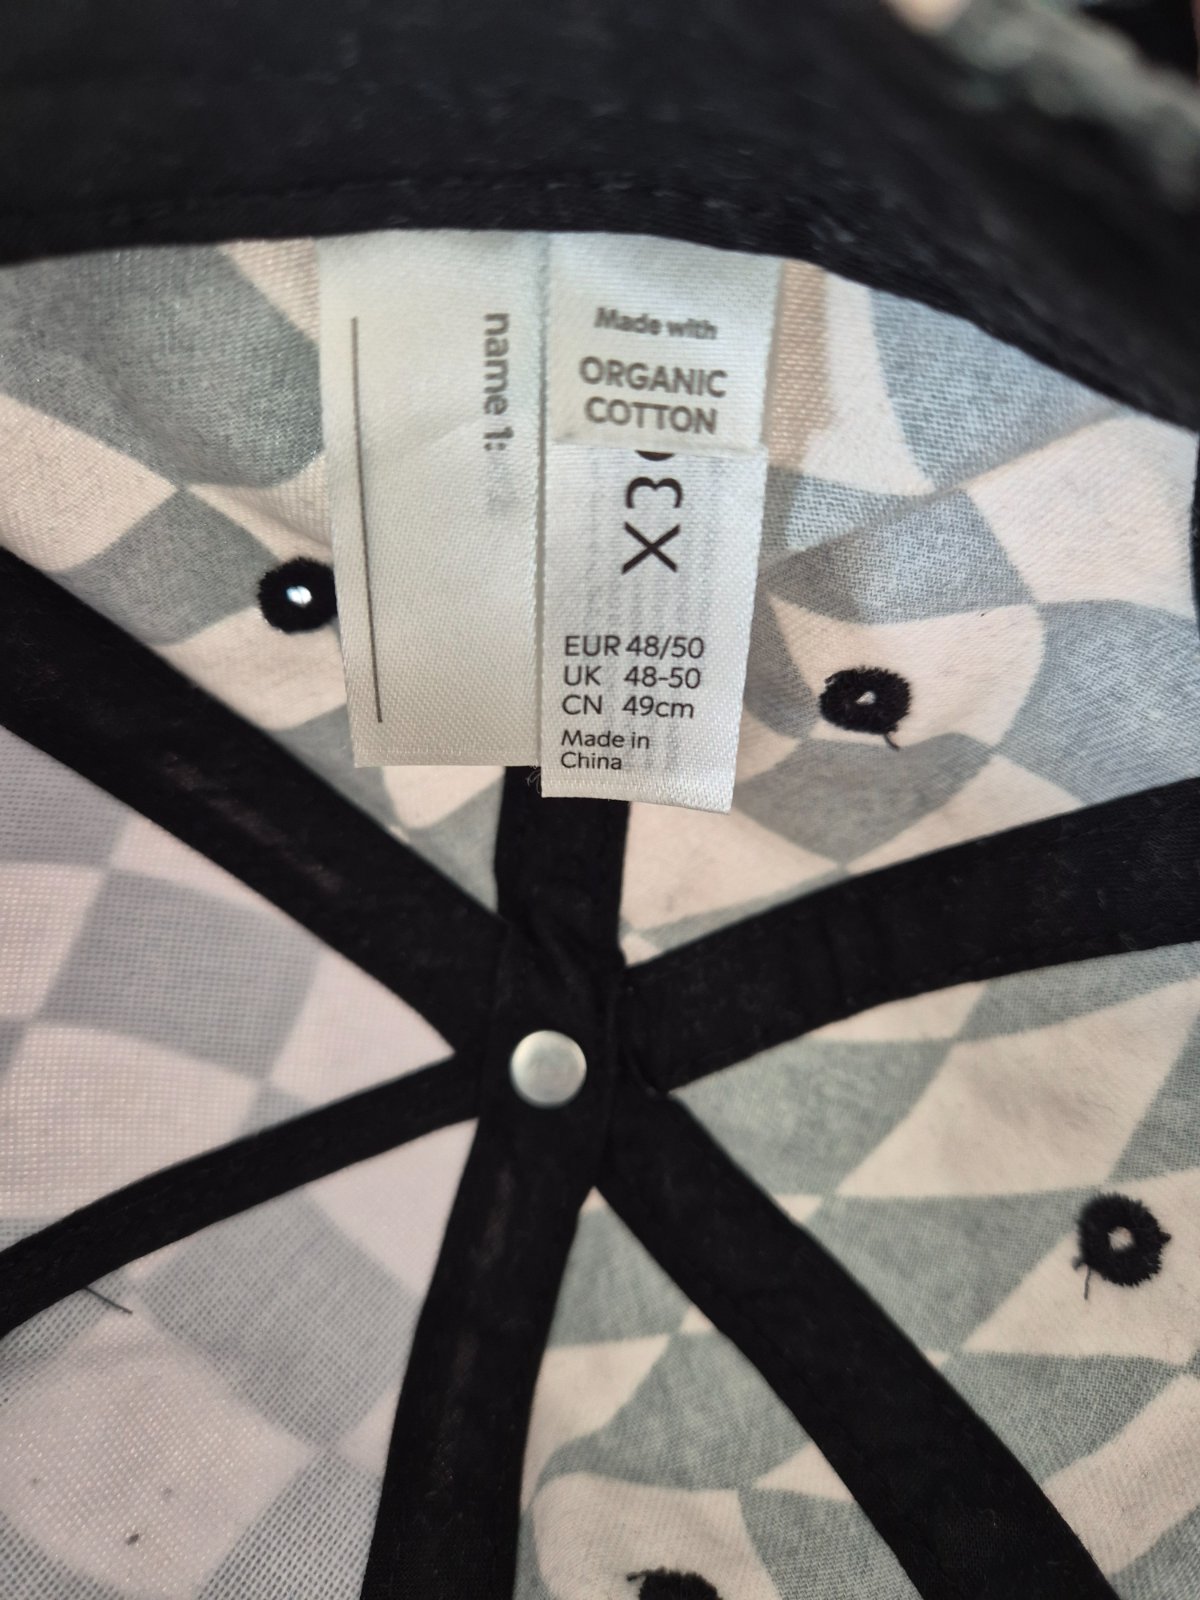 name 1:
Made with
ORGANIC
COTTON
EUR 48/50
UK 48-50
CN 49cm
Made in
China